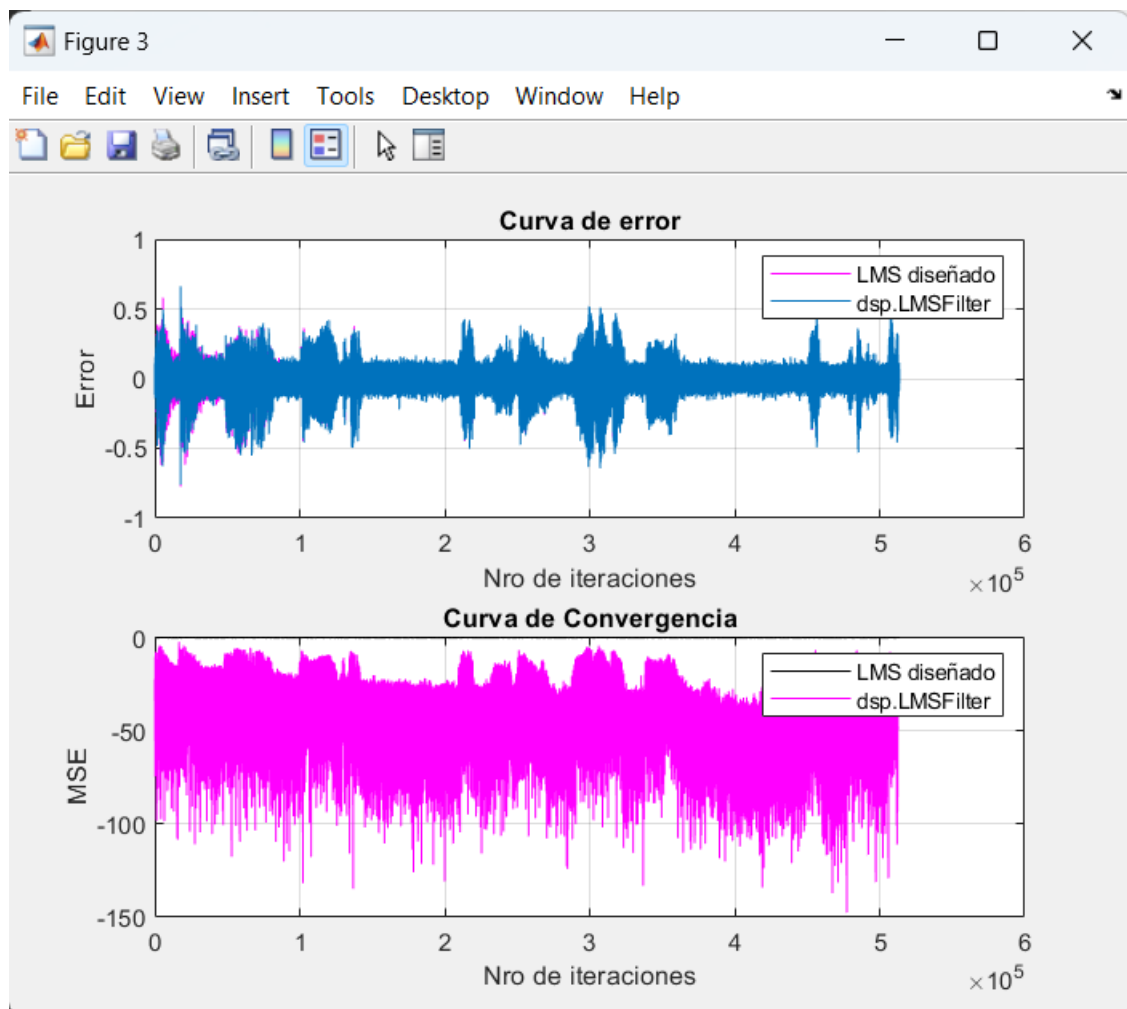 Figure 3
File Edit View Insert Tools Desktop Window Help
Curva de error
1
0.5
0
-0.5
-1
Error
LMS diseñado
dsp.LMSFilter
0 1 2 3 4 5 6
Nro de iteraciones
×10^5
Curva de Convergencia
0
-50
-100
-150
MSE
LMS diseñado
dsp.LMSFilter
0 1 2 3 4 5 6
Nro de iteraciones
×10^5